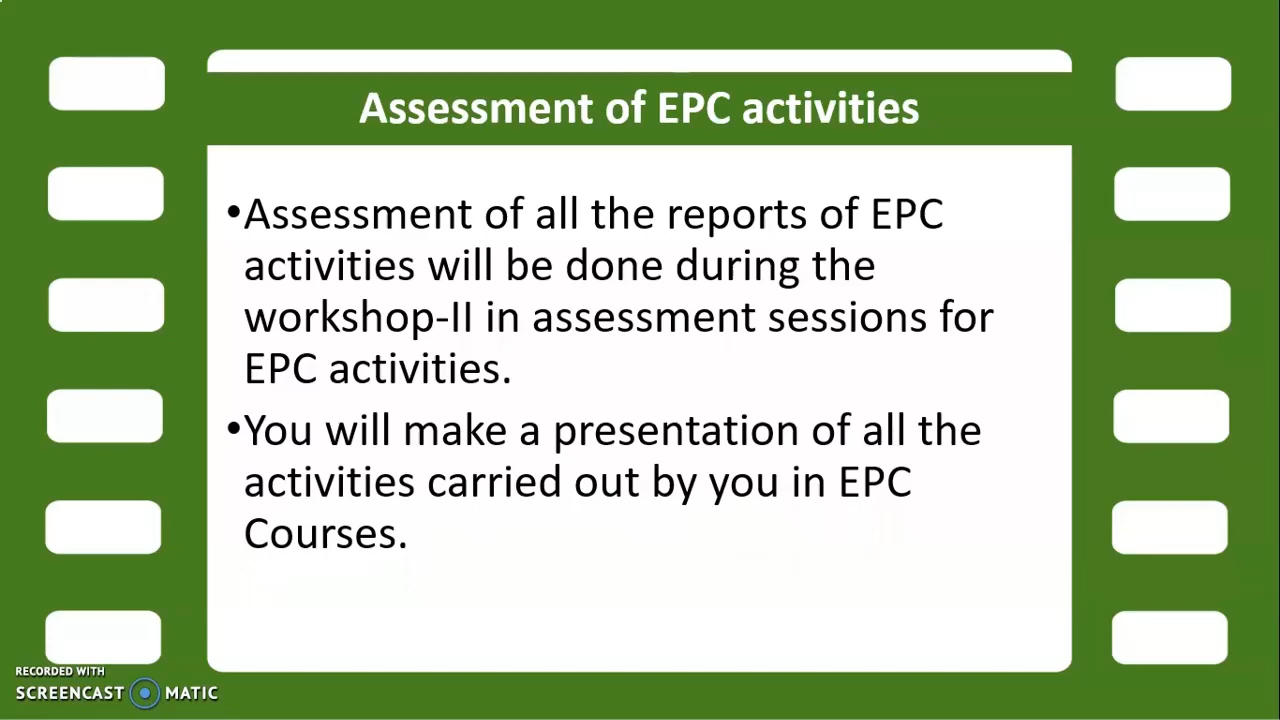 Assessment of EPC activities
•Assessment of all the reports of EPC
activities will be done during the
workshop-II in assessment sessions for
EPC activities.
•You will make a presentation of all the
activities carried out by you in EPC
Courses.
RECORDED WITH
SCREENCAST MATIC